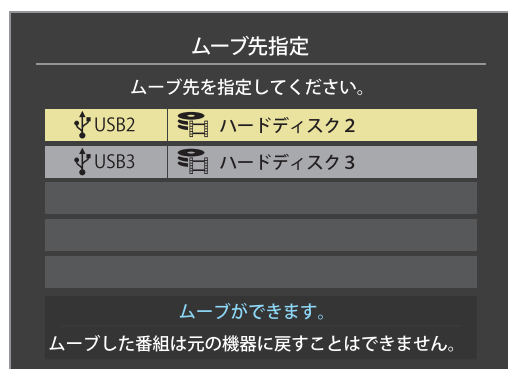 ムーブ先指定
ムーブ先を指定してください。
USB2 ハードディスク2
USB3 ハードディスク3
ムーブができます。
ムーブした番組は元の機器に戻すことはできません。